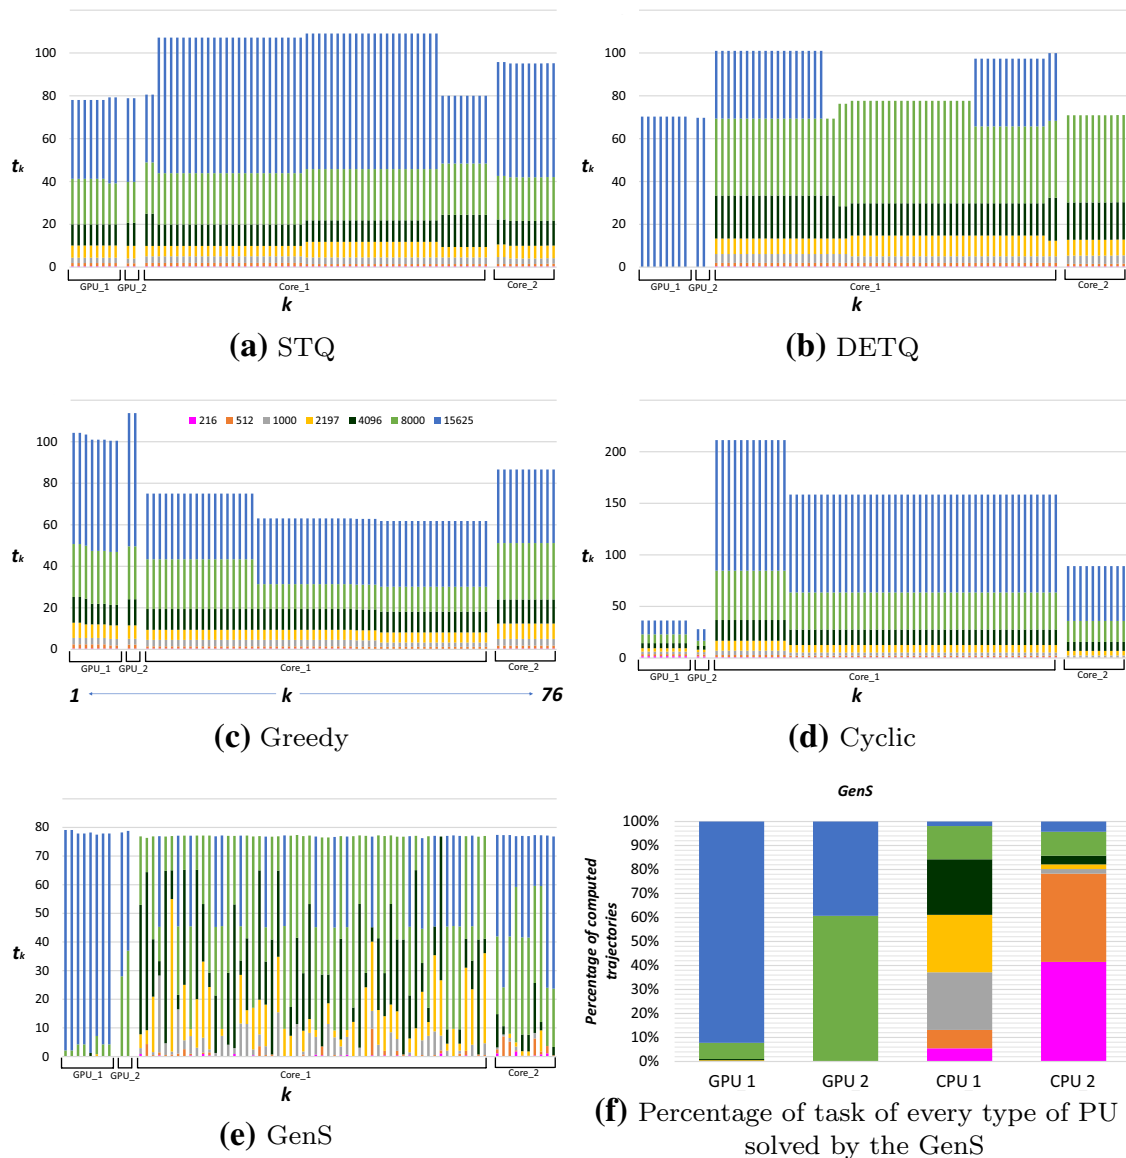 100
80
60
40
20
0
tk
GPU_1 GPU_2 Core_1 Core_2
k
(a) STQ
100
80
60
40
20
0
tk
GPU_1 GPU_2 Core_1 Core_2
k
(b) DETQ
216 512 1000 2197 4096 8000 15625
100
80
60
40
20
0
tk
GPU_1 GPU_2 Core_1 Core_2
1 k 76
(c) Greedy
200
150
100
50
0
tk
GPU_1 GPU_2 Core_1 Core_2
k
(d) Cyclic
80
70
60
50
40
30
20
10
0
tk
GPU_1 GPU_2 Core_1 Core_2
k
(e) GenS
GenS
Percentage of computed
trajectories
100%
90%
80%
70%
60%
50%
40%
30%
20%
10%
0%
GPU 1 GPU 2 CPU 1 CPU 2
(f) Percentage of task of every type of PU
solved by the GenS